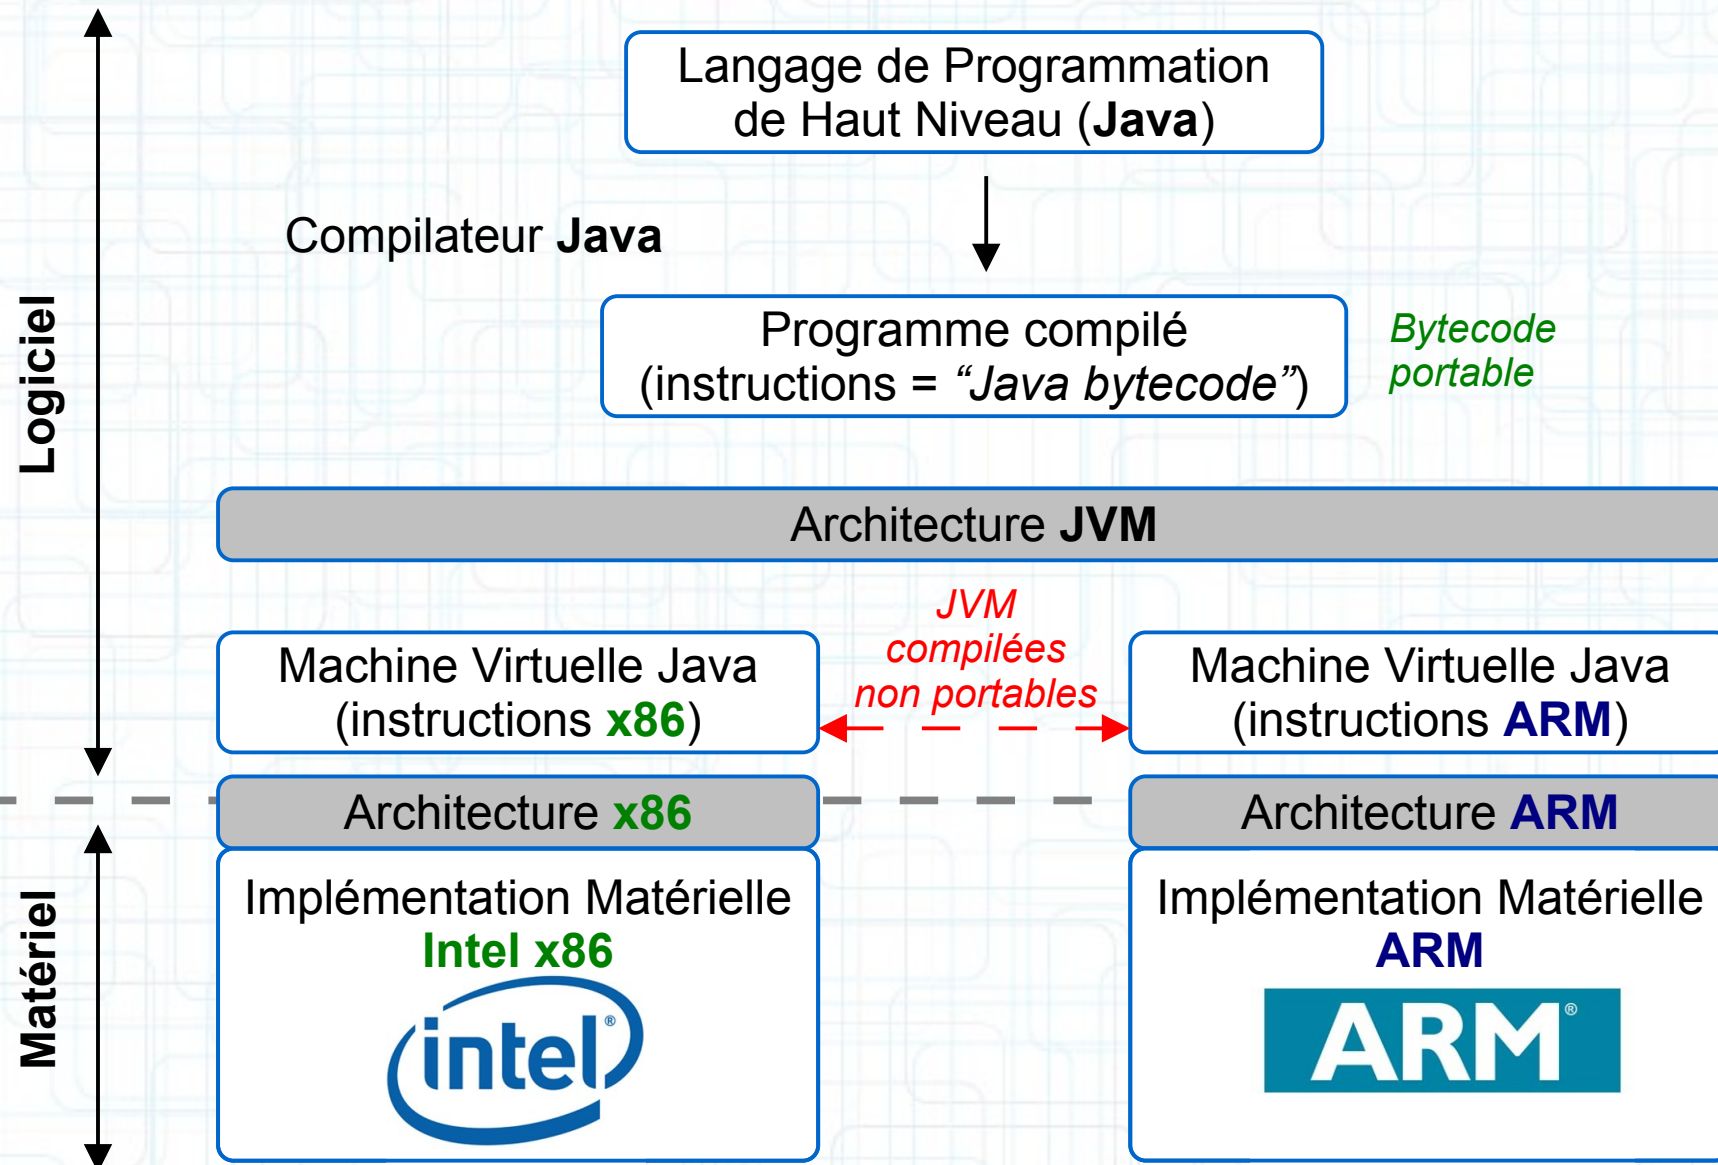 Langage de Programmation
de Haut Niveau (Java)
Compilateur Java
Logiciel
Programme compilé
(instructions = “Java bytecode”)
Bytecode
portable
Architecture JVM
JVM
compilées
non portables
Machine Virtuelle Java
(instructions x86)
Machine Virtuelle Java
(instructions ARM)
Architecture x86
Architecture ARM
Matériel
Implémentation Matérielle
Intel x86
intel®
Implémentation Matérielle
ARM
ARM®